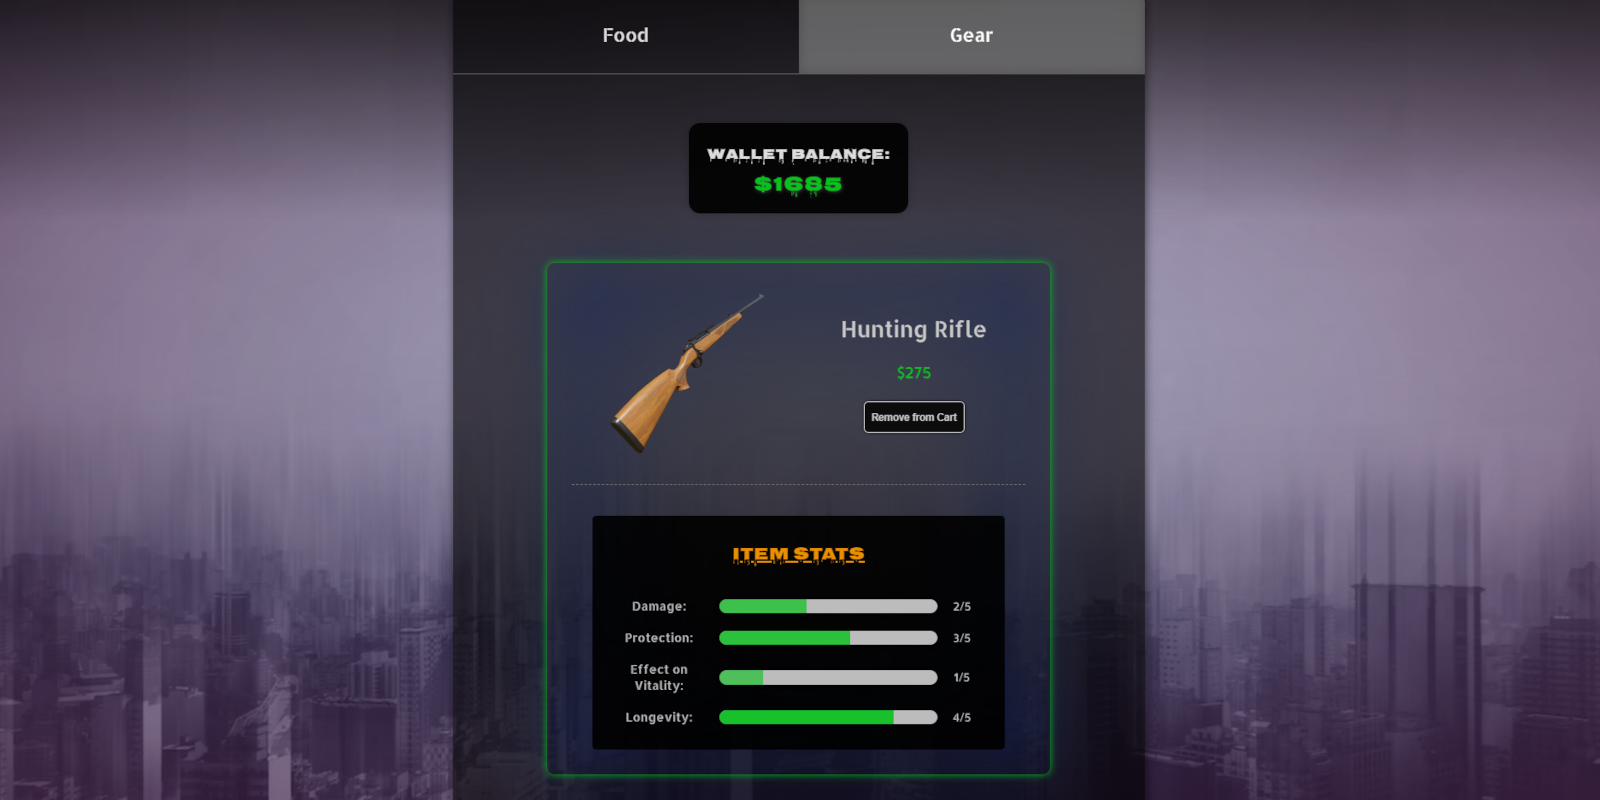 Food
Gear
WALLET BALANCE:
$1685
Hunting Rifle
$275
Remove from Cart
ITEM STATS
Damage: 2/5
Protection: 3/5
Effect on
Vitality: 1/5
Longevity: 4/5